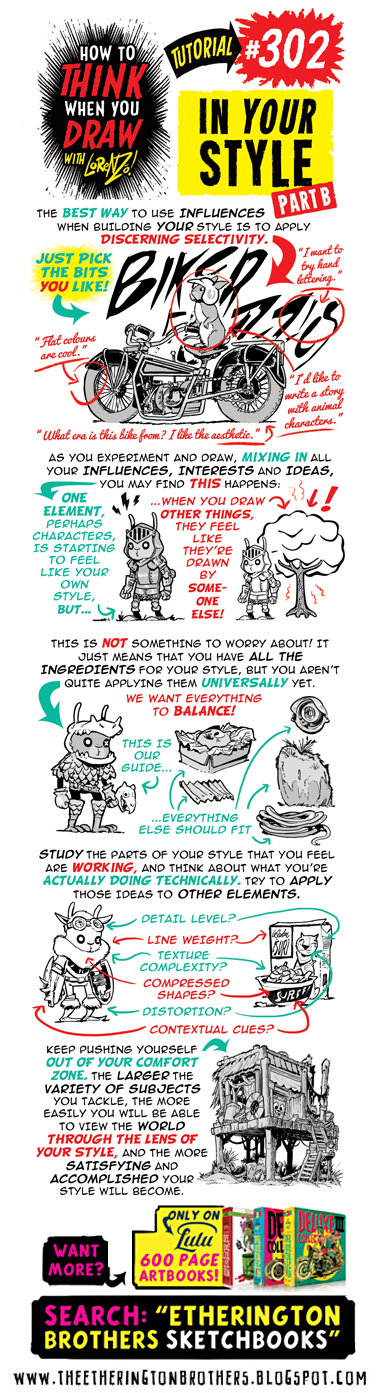 HOW TO
THINK
WHEN YOU
DRAW
WITH LORENZO!
TUTORIAL
#302
IN YOUR
STYLE
PART B
THE BEST WAY TO USE INFLUENCES
WHEN BUILDING YOUR STYLE IS TO APPLY
DISCERNING SELECTIVITY.
JUST PICK
THE BITS
YOU LIKE!
"I want to
try hand
lettering."
"Flat colours
are cool."
"I'd like to
write a story
with animal
characters."
"What era is this bike from? I like the aesthetic."
AS YOU EXPERIMENT AND DRAW, MIXING IN ALL
YOUR INFLUENCES, INTERESTS AND IDEAS,
YOU MAY FIND THIS HAPPENS:
ONE
ELEMENT,
PERHAPS
CHARACTERS,
IS STARTING
TO FEEL
LIKE YOUR
OWN
STYLE,
BUT...
...WHEN YOU DRAW
OTHER THINGS,
THEY FEEL
LIKE
THEY'RE
DRAWN
BY
SOME-
ONE
ELSE!
!!
THIS IS NOT SOMETHING TO WORRY ABOUT! IT
JUST MEANS THAT YOU HAVE ALL THE
INGREDIENTS FOR YOUR STYLE, BUT YOU AREN'T
QUITE APPLYING THEM UNIVERSALLY YET.
WE WANT EVERYTHING
TO BALANCE!
THIS IS
OUR
GUIDE...
...EVERYTHING
ELSE SHOULD FIT
STUDY THE PARTS OF YOUR STYLE THAT YOU FEEL
ARE WORKING, AND THINK ABOUT WHAT YOU'RE
ACTUALLY DOING TECHNICALLY. TRY TO APPLY
THOSE IDEAS TO OTHER ELEMENTS.
DETAIL LEVEL?
LINE WEIGHT?
TEXTURE
COMPLEXITY?
COMPRESSED
SHAPES?
DISTORTION?
CONTEXTUAL CUES?
KEEP PUSHING YOURSELF
OUT OF YOUR COMFORT
ZONE. THE LARGER THE
VARIETY OF SUBJECTS
YOU TACKLE, THE MORE
EASILY YOU WILL BE ABLE
TO VIEW THE WORLD
THROUGH THE LENS OF
YOUR STYLE, AND THE MORE
SATISFYING AND
ACCOMPLISHED YOUR
STYLE WILL BECOME.
WANT
MORE?
ONLY ON
Lulu
600 PAGE
ARTBOOKS!
SEARCH: "ETHERINGTON
BROTHERS SKETCHBOOKS"
WWW.THEETHERINGTONBROTHERS.BLOGSPOT.COM